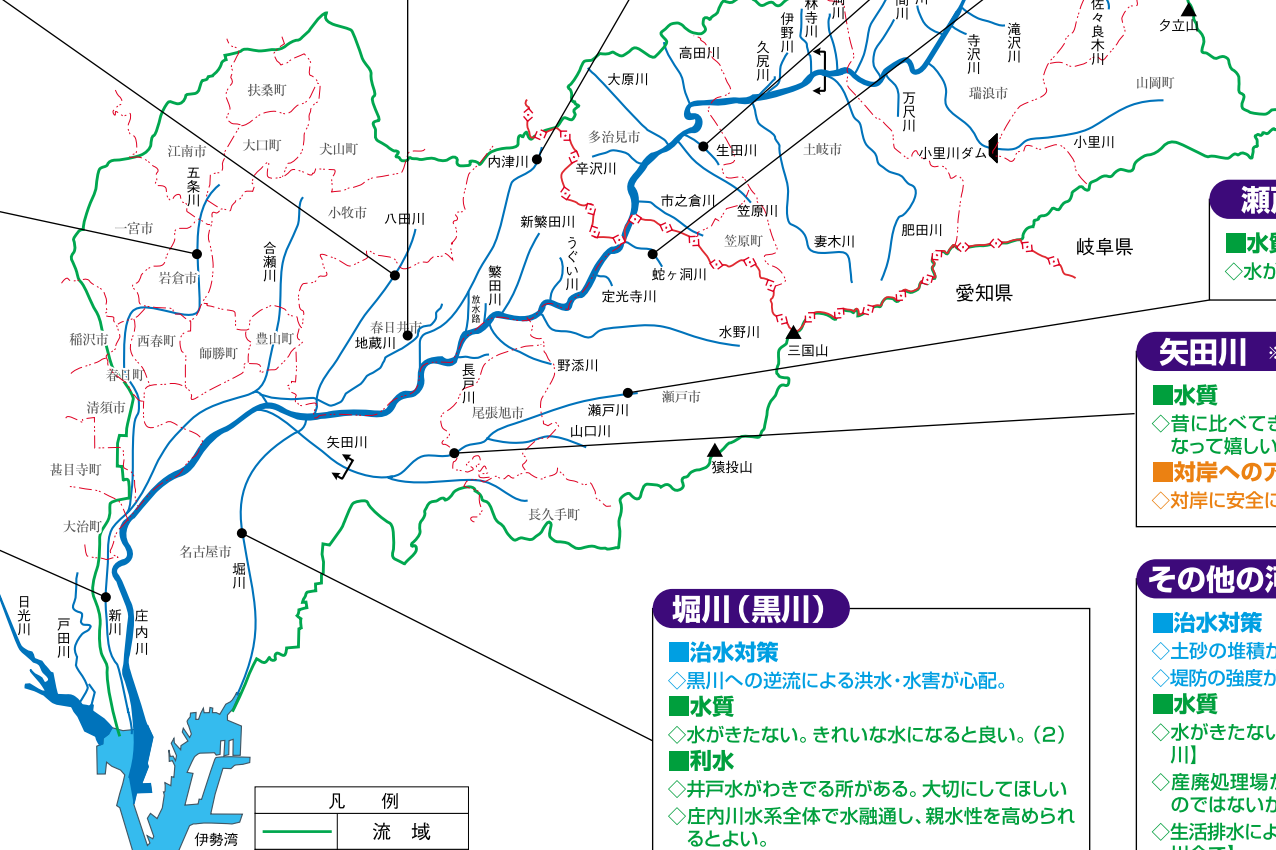 夕立山
佐々良木川
滝沢川
寺沢川
山岡町
瑞浪市
小里川
小里川ダム
万尺川
伊野川
久尻川
高田川
大原川
多治見市
生田川
土岐市
内津川
辛沢川
市之倉川
笠原川
笠原町
妻木川
肥田川
岐阜県
愛知県
蛇ヶ洞川
定光寺川
三国山
水野川
新繁田川
うぐい川
繁田川
放水路
扶桑町
大口町
犬山町
江南市
五条川
一宮市
小牧市
八田川
合瀬川
岩倉市
稲沢市
西春町
師勝町
豊山町
春日井市
地蔵川
春日町
清須市
長戸川
野添川
尾張旭市
瀬戸川
瀬戸市
山口川
矢田川
猿投山
甚目寺町
長久手町
大治町
名古屋市
堀川
日光川
戸田川
新川
庄内川
伊勢湾
凡 例
流 域
■水質
矢田川
■水質
◇昔に比べてき
なって嬉しい
■対岸へのア
◇対岸に安全に
堀川（黒川）
■治水対策
◇黒川への逆流による洪水・水害が心配。
■水質
◇水がきたない。きれいな水になると良い。（2）
■利水
◇井戸水がわきでる所がある。大切にしてほしい
◇庄内川水系全体で水融通し、親水性を高められ
るとよい。
その他の
■治水対策
◇土砂の堆積が
◇堤防の強度が
■水質
◇水がきたない
川】
◇産廃処理場が
のではないか
◇生活排水によ